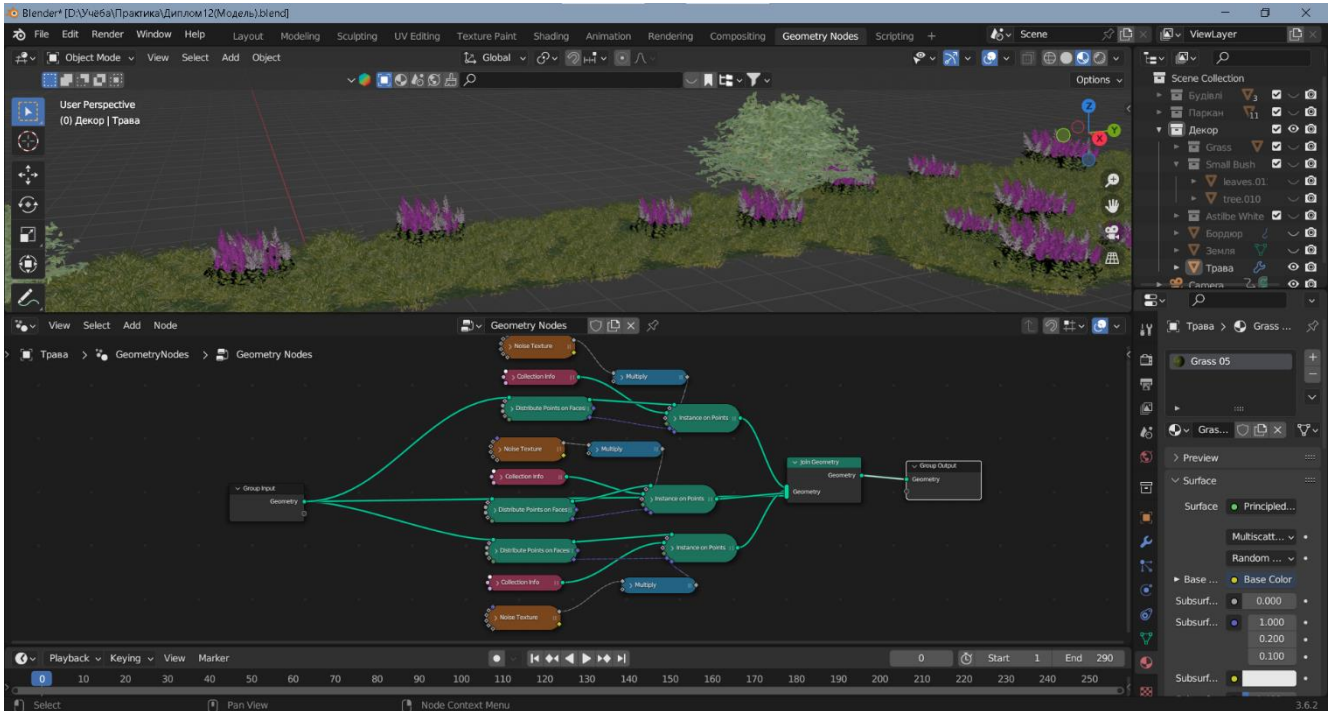 Blender* [D:\Учёба\Практика\Диплом12(Модель).blend]
File Edit Render Window Help Layout Modeling Sculpting UV Editing Texture Paint Shading Animation Rendering Compositing Geometry Nodes Scripting + Scene ViewLayer
Object Mode View Select Add Object Global
Options
User Perspective
(0) Декор | Трава
Z
Y
X
Scene Collection
Будівлі 3
Паркан 11
Декор
Grass
Small Bush
leaves.01
tree.010
Astilbe White
Бордюр
Земля
Трава
Camera
View Select Add Node Geometry Nodes
Трава > GeometryNodes > Geometry Nodes
Noise Texture
Collection Info
Multiply
Distribute Points on Faces
Instance on Points
Noise Texture
Multiply
Collection Info
Distribute Points on Faces
Instance on Points
Distribute Points on Faces
Instance on Points
Collection Info
Multiply
Noise Texture
Group Input
Geometry
Join Geometry
Geometry
Geometry
Group Output
Geometry
Трава > Grass ...
Grass 05
Gras...
Preview
Surface
Surface Principled...
Multiscatt...
Random ...
Base ... Base Color
Subsurf... 0.000
Subsurf... 1.000
0.200
0.100
Subsurf...
Playback Keying View Marker 0 Start 1 End 290
0 10 20 30 40 50 60 70 80 90 100 110 120 130 140 150 160 170 180 190 200 210 220 230 240 250
Select Pan View Node Context Menu 3.6.2